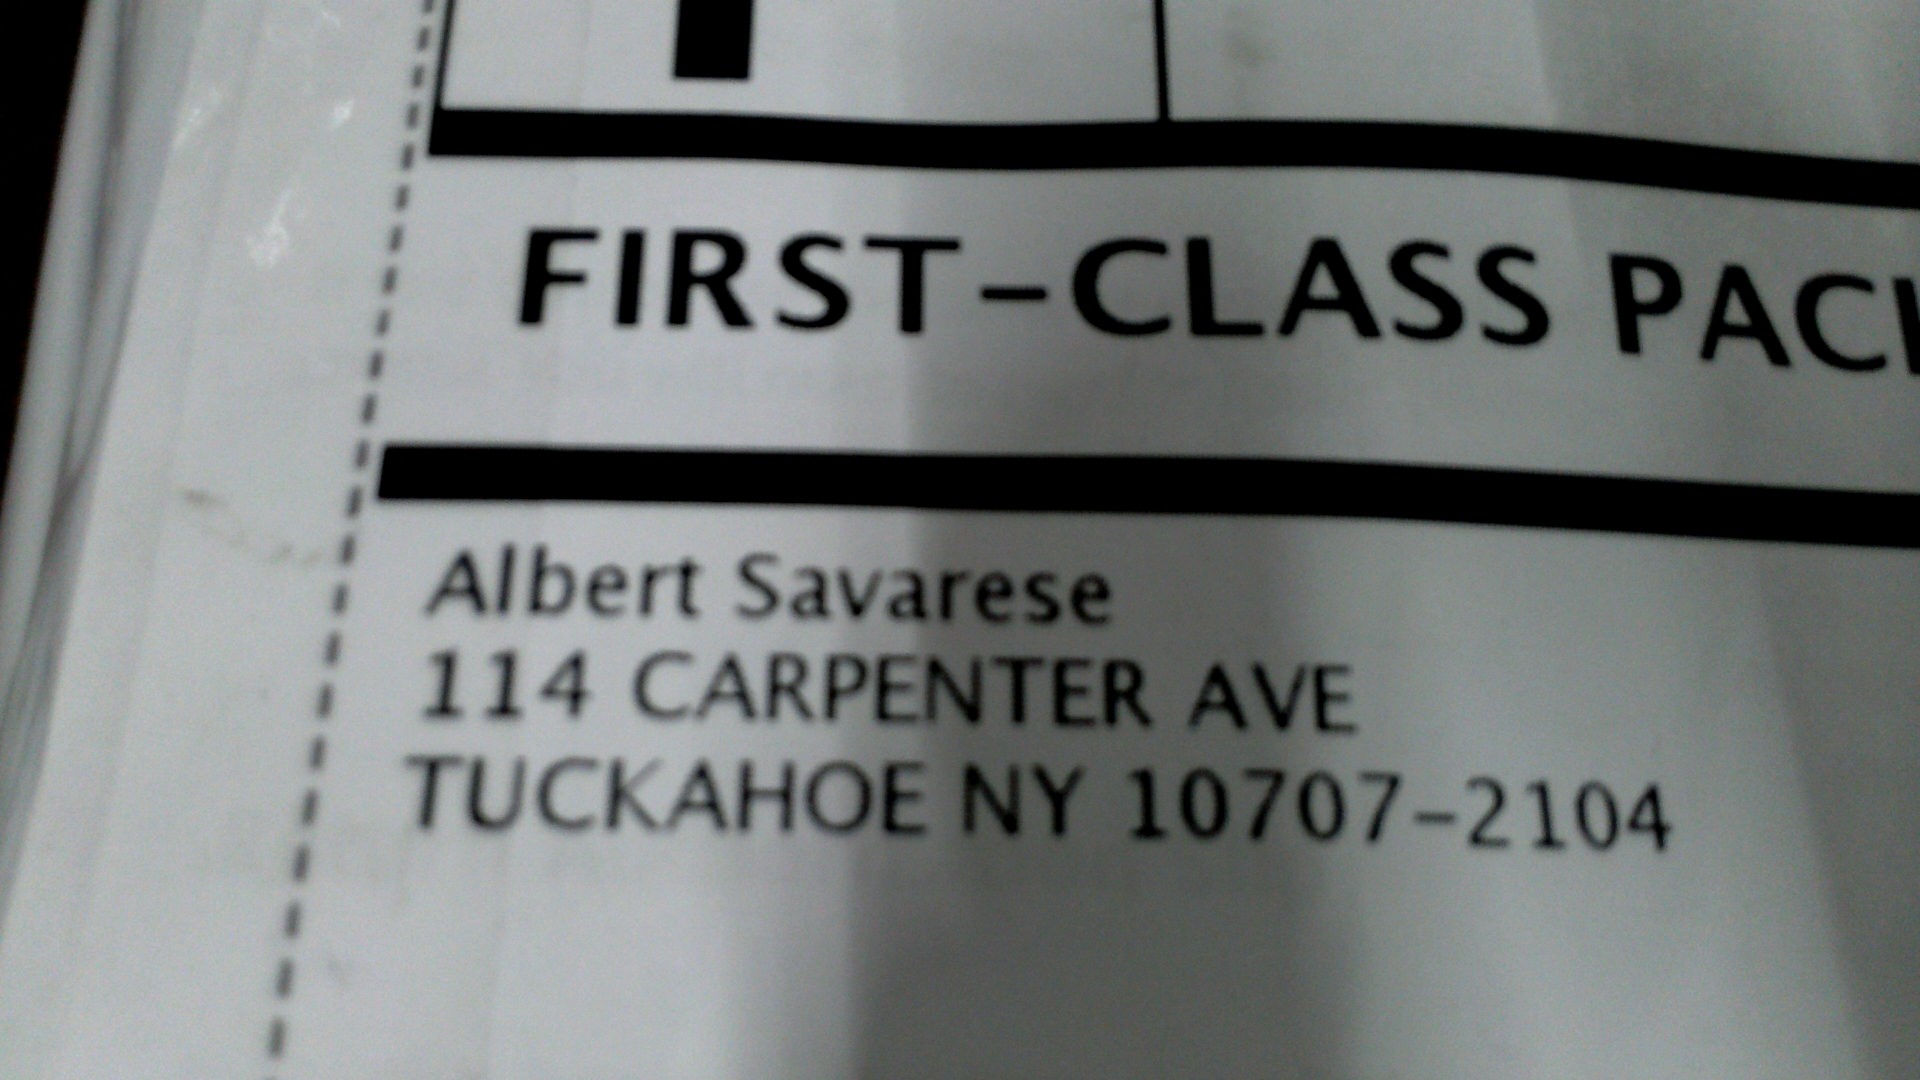 FIRST-CLASS
Albert Savarese
114 CARPENTER AVE
TUCKAHOE NY 10707-2104